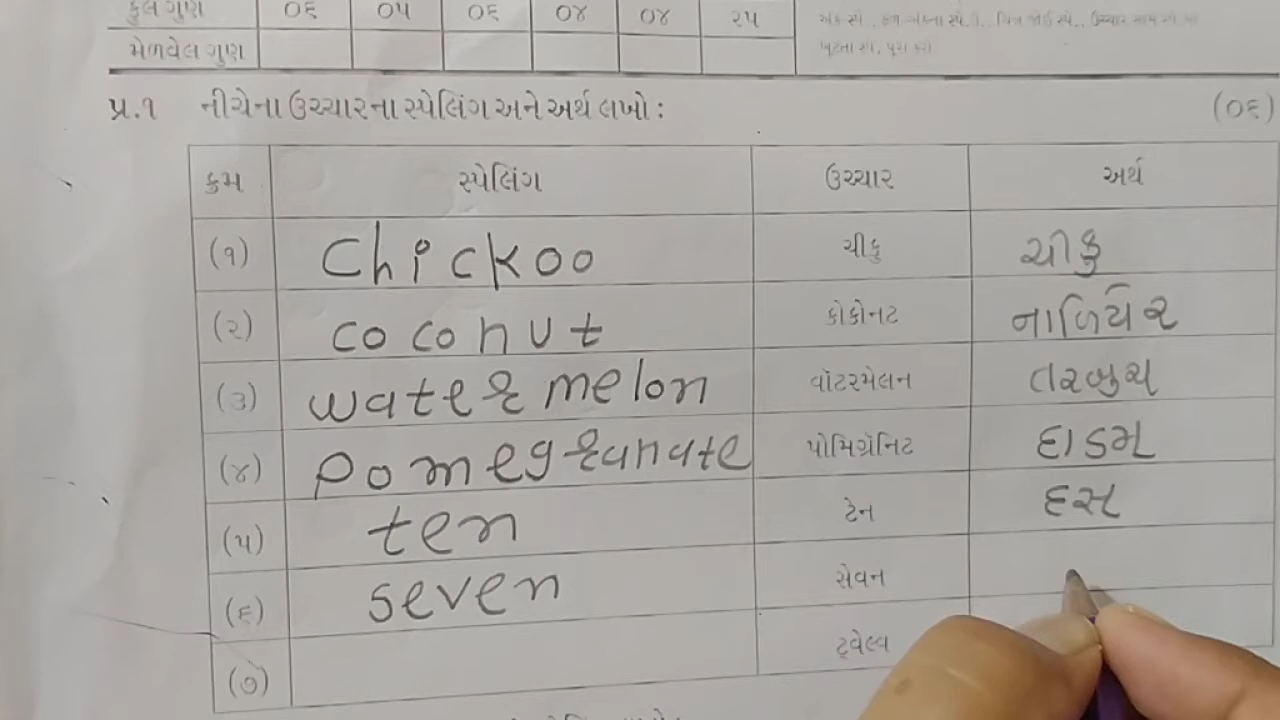 કુલ ગુણ ૦૬ ૦૫ ૦૬ ૦૪ ૦૪ ૨૫
મેળવેલ ગુણ
પ્ર.૧ નીચેના ઉચ્ચારના સ્પેલિંગ અને અર્થ લખો : (૦૬)
ક્રમ સ્પેલિંગ ઉચ્ચાર અર્થ
(૧) Chickoo ચીકુ ચીકુ
(૨) coconut કોકોનટ નાળિયેર
(૩) watermelon વૉટરમેલન તરબુચ
(૪) pomegranate પોમિગ્રૅનિટ દાડમ
(૫) ten ટેન દસ
(૬) seven સેવન
(૭) ટ્વેલ્વ